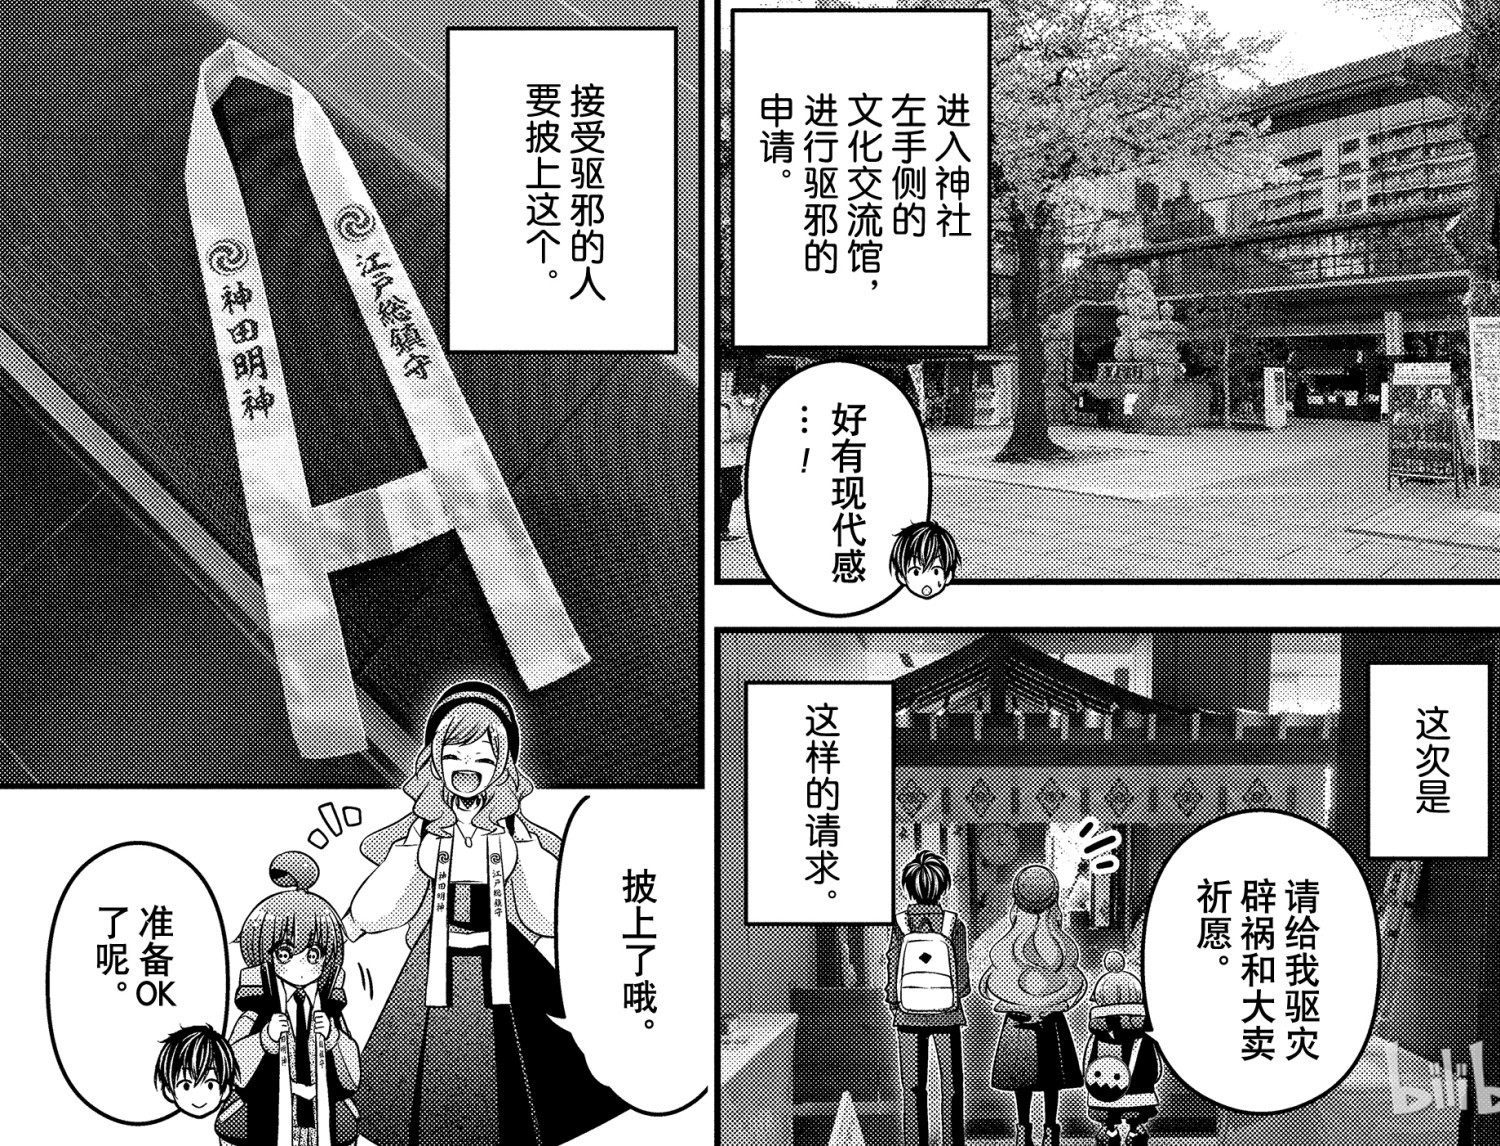 进入神社
左手侧的
文化交流馆，
进行驱邪的
申请。
好有现代感
…！
这次是
请给我驱灾
辟祸和大卖
祈愿。
这样的请求。
接受驱邪的人
要披上这个。
江戸総鎮守
神田明神
披上了哦。
江戸総鎮守
神田明神
准备OK
了呢。
bilib